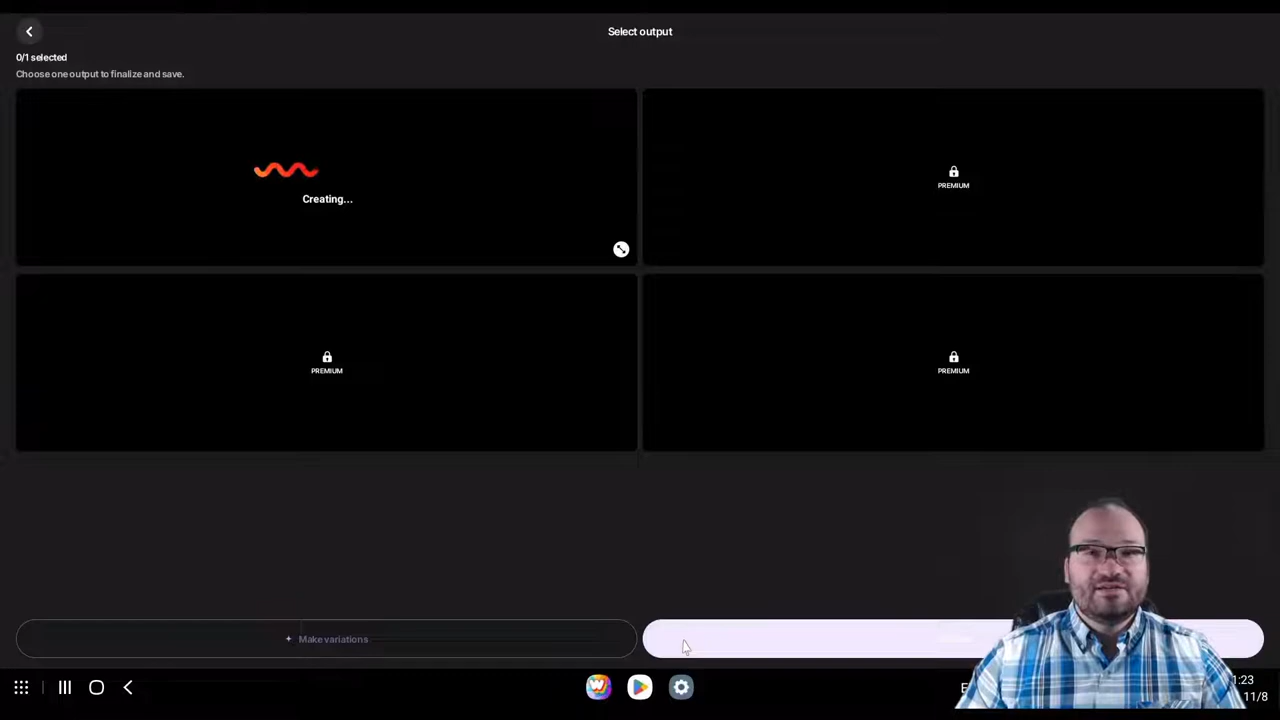 Select output
0/1 selected
Choose one output to finalize and save.
Creating...
PREMIUM
PREMIUM
PREMIUM
Make variations
1:23
11/8